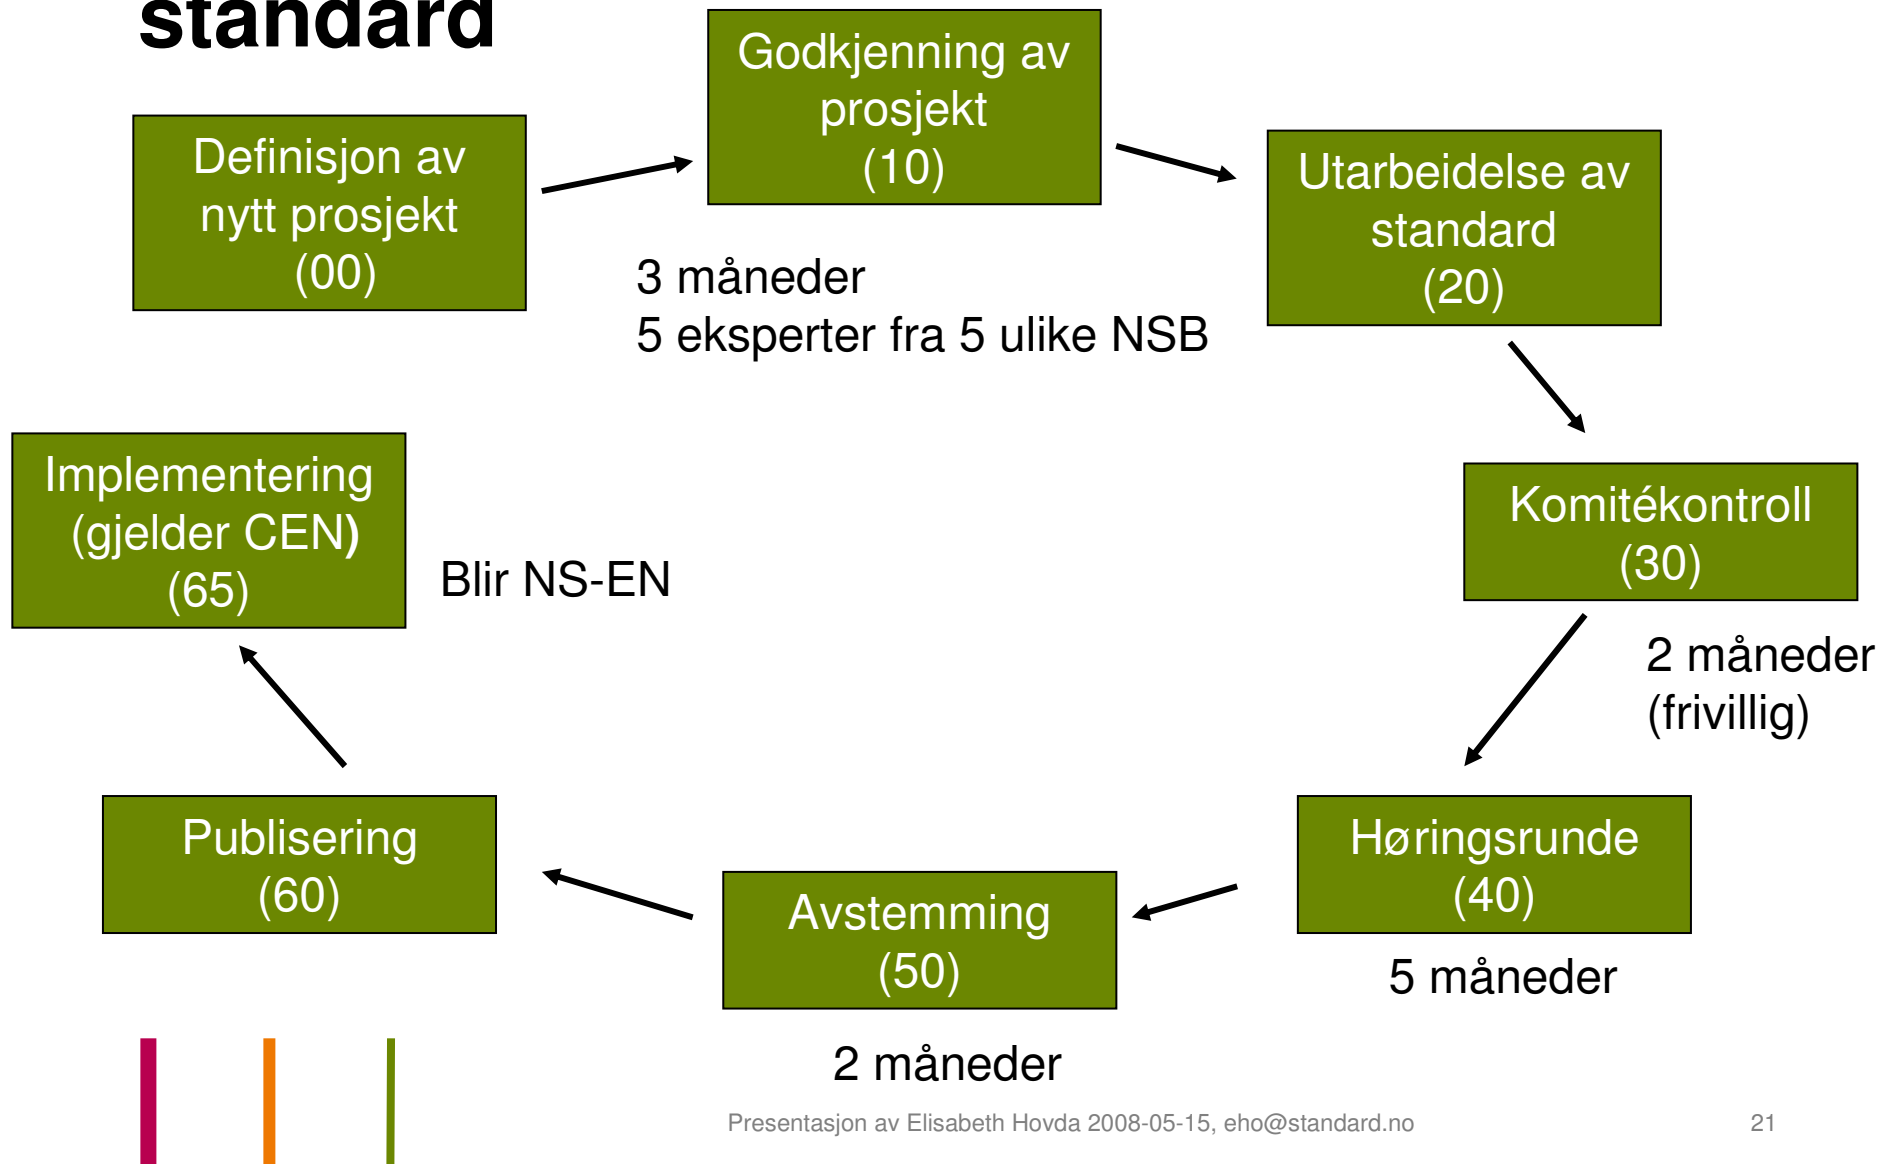 standard
Definisjon av
nytt prosjekt
(00)
Godkjenning av
prosjekt
(10)
3 måneder
5 eksperter fra 5 ulike NSB
Utarbeidelse av
standard
(20)
Komitékontroll
(30)
2 måneder
(frivillig)
Høringsrunde
(40)
5 måneder
Avstemming
(50)
2 måneder
Publisering
(60)
Implementering
(gjelder CEN)
(65)
Blir NS-EN
Presentasjon av Elisabeth Hovda 2008-05-15, eho@standard.no
21